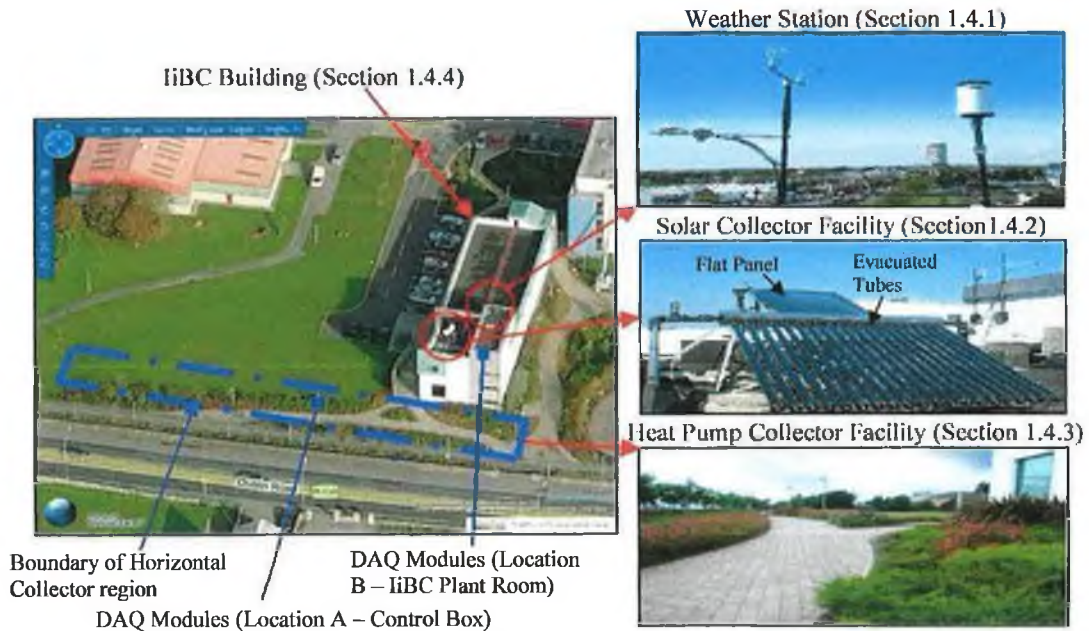 Weather Station (Section 1.4.1)
IiBC Building (Section 1.4.4)
Solar Collector Facility (Section1.4.2)
Flat Panel
Evacuated
Tubes
Heat Pump Collector Facility (Section 1.4.3)
Boundary of Horizontal
Collector region
DAQ Modules (Location
B – IiBC Plant Room)
DAQ Modules (Location A – Control Box)